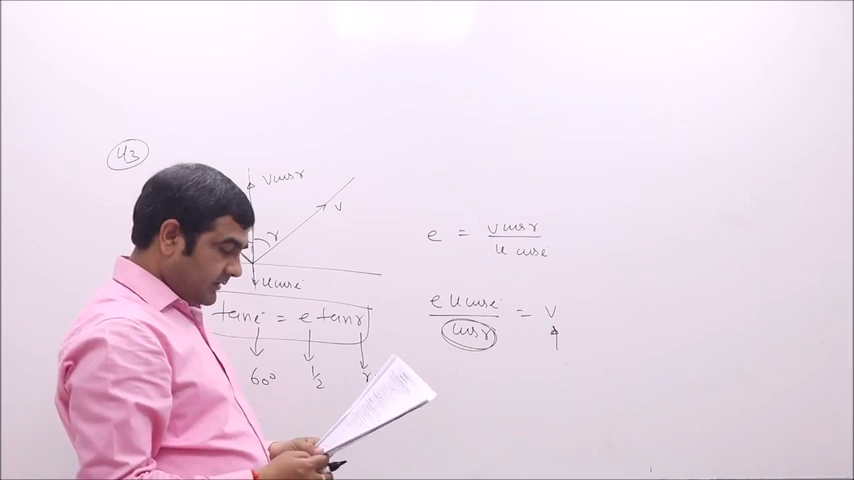 43
v cos r
v
r
u cos i
tan i = e tan r
60° 1/2 r
e = v cos r / u cos i
e u cos i / cos r = v